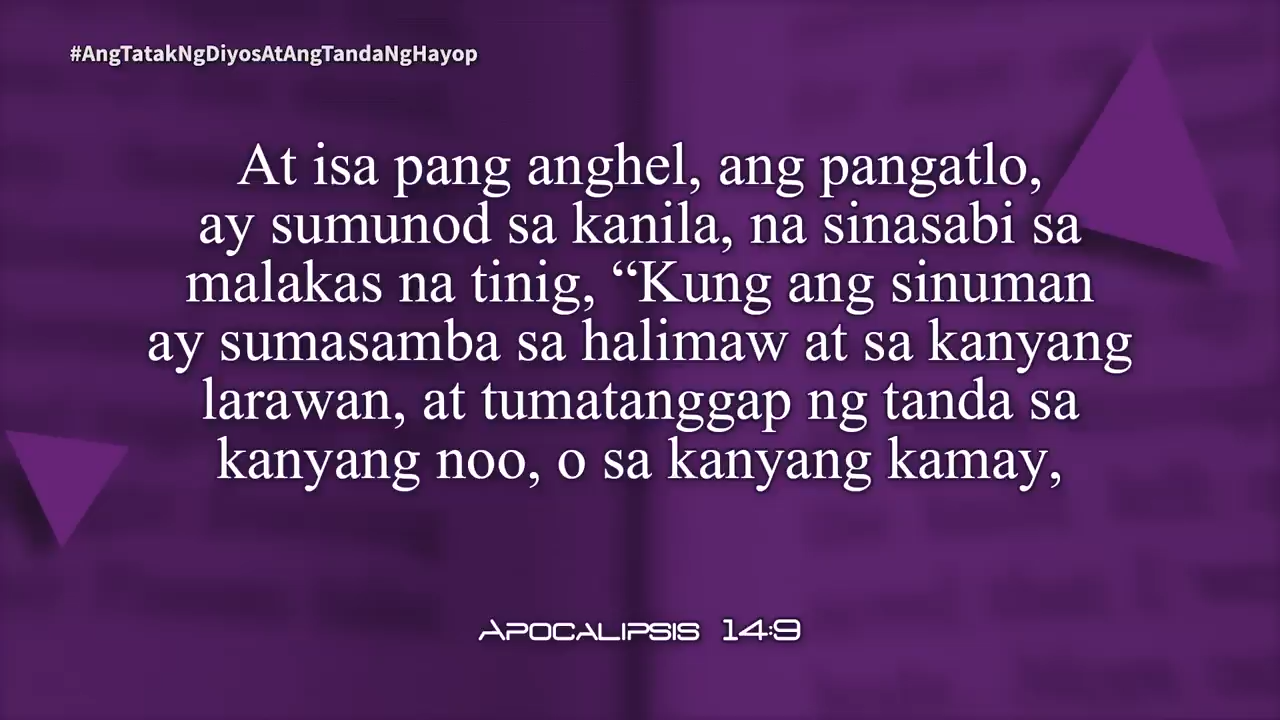 #AngTatakNgDiyosAtAngTandaNgHayop
At isa pang anghel, ang pangatlo,
ay sumunod sa kanila, na sinasabi sa
malakas na tinig, “Kung ang sinuman
ay sumasamba sa halimaw at sa kanyang
larawan, at tumatanggap ng tanda sa
kanyang noo, o sa kanyang kamay,
Apocalipsis 14:9